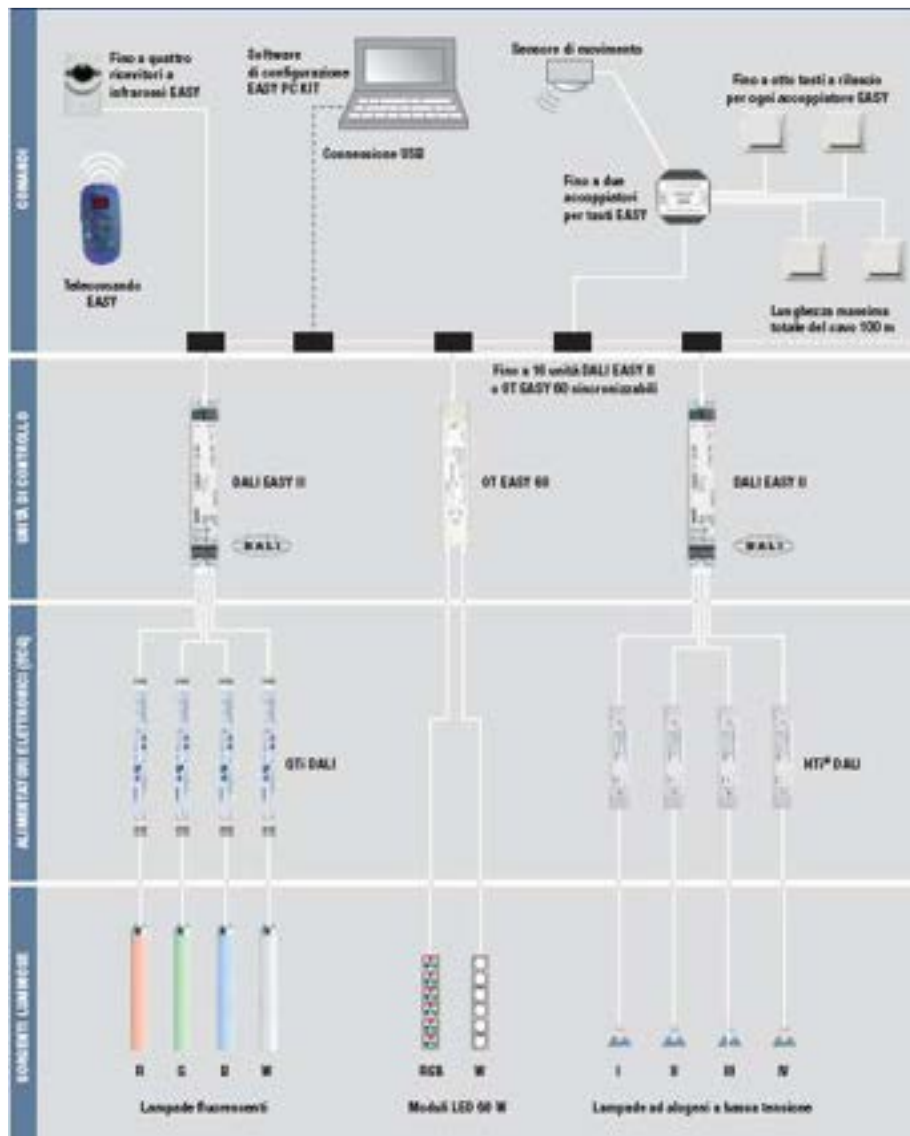 COMANDI
Fino a quattro
ricevitori a
infrarossi EASY
Software
di configurazione
EASY PC KIT
Sensore di movimento
Fino a otto tasti a rilascio
per ogni accoppiatore EASY
Connessione USB
Fino a due
accoppiatori
per tasti EASY
Telecomando
EASY
Lunghezza massima
totale del cavo 100 m
Fino a 16 unità DALI EASY II
o OT EASY 60 sincronizzabili
UNITÀ DI CONTROLLO
DALI EASY II
OT EASY 60
DALI EASY II
DALI
DALI
ALIMENTATORI ELETTRONICI (ECG)
QTi DALI
HTi® DALI
SORGENTI LUMINOSE
R
G
B
W
RGB
W
I
II
III
IV
Lampade fluorescenti
Moduli LED 60 W
Lampade ad alogeni a bassa tensione